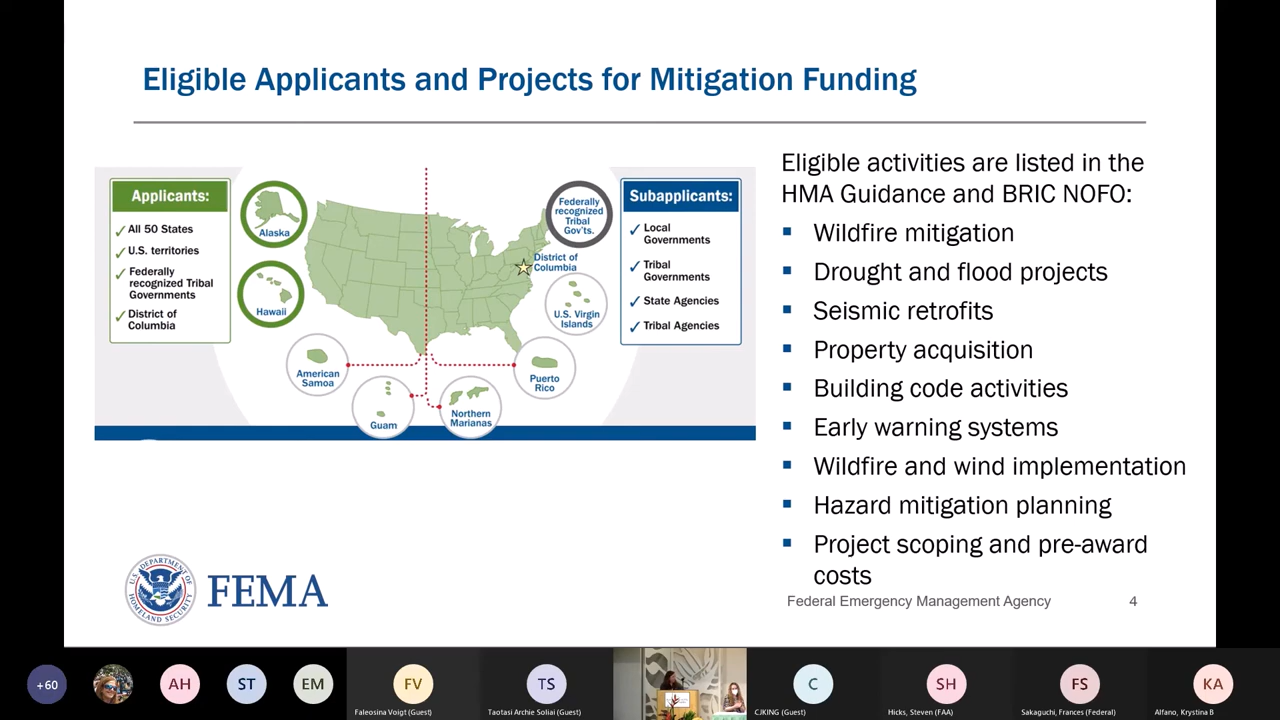 Eligible Applicants and Projects for Mitigation Funding
Applicants:
✓ All 50 States
✓ U.S. territories
✓ Federally
recognized Tribal
Governments
✓ District of
Columbia
Alaska
Hawaii
American
Samoa
Guam
Northern
Marianas
Puerto
Rico
U.S. Virgin
Islands
District of
Columbia
Federally
recognized
Tribal
Gov'ts.
Subapplicants:
✓ Local
Governments
✓ Tribal
Governments
✓ State Agencies
✓ Tribal Agencies
Eligible activities are listed in the
HMA Guidance and BRIC NOFO:
▪ Wildfire mitigation
▪ Drought and flood projects
▪ Seismic retrofits
▪ Property acquisition
▪ Building code activities
▪ Early warning systems
▪ Wildfire and wind implementation
▪ Hazard mitigation planning
▪ Project scoping and pre-award
costs
U.S. DEPARTMENT OF
HOMELAND SECURITY
FEMA
Federal Emergency Management Agency 4
+60
AH
ST
EM
FV
Faleosina Voigt (Guest)
TS
Taotasi Archie Soliai (Guest)
C
CJKING (Guest)
SH
Hicks, Steven (FAA)
FS
Sakaguchi, Frances (Federal)
KA
Alfano, Krystina B